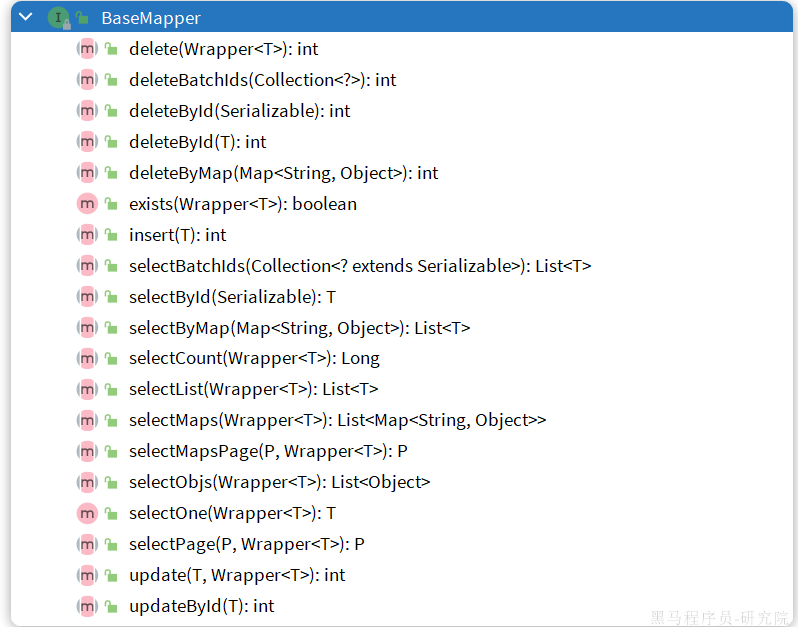 BaseMapper
delete(Wrapper<T>): int
deleteBatchIds(Collection<?>): int
deleteById(Serializable): int
deleteById(T): int
deleteByMap(Map<String, Object>): int
exists(Wrapper<T>): boolean
insert(T): int
selectBatchIds(Collection<? extends Serializable>): List<T>
selectById(Serializable): T
selectByMap(Map<String, Object>): List<T>
selectCount(Wrapper<T>): Long
selectList(Wrapper<T>): List<T>
selectMaps(Wrapper<T>): List<Map<String, Object>>
selectMapsPage(P, Wrapper<T>): P
selectObjs(Wrapper<T>): List<Object>
selectOne(Wrapper<T>): T
selectPage(P, Wrapper<T>): P
update(T, Wrapper<T>): int
updateById(T): int
黑马程序员-研究院